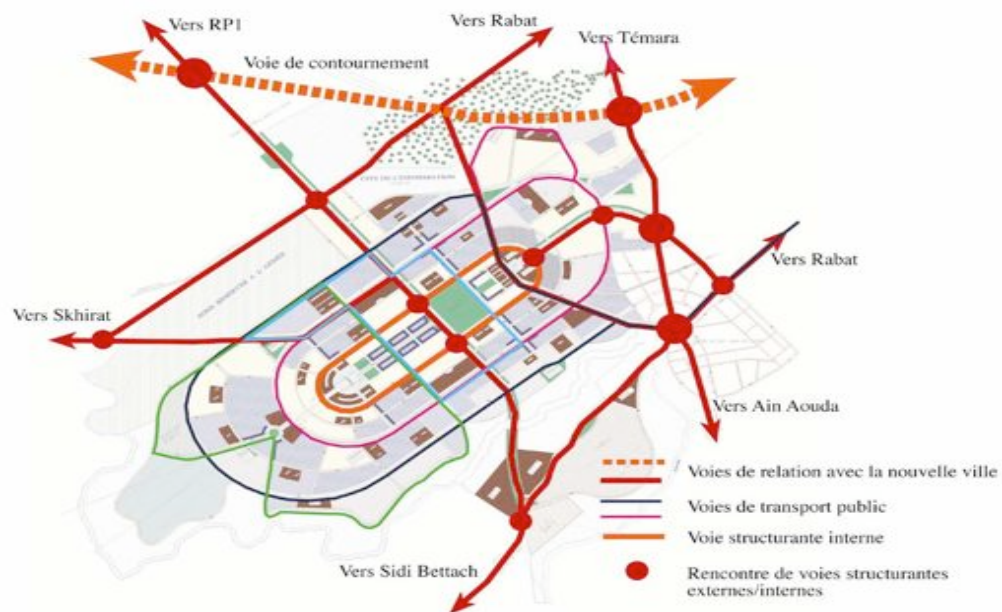 Vers RP1
Vers Rabat
Vers Témara
Voie de contournement
Vers Rabat
Vers Skhirat
Vers Ain Aouda
Voies de relation avec la nouvelle ville
Voies de transport public
Voie structurante interne
Vers Sidi Bettach
Rencontre de voies structurantes
externes/internes